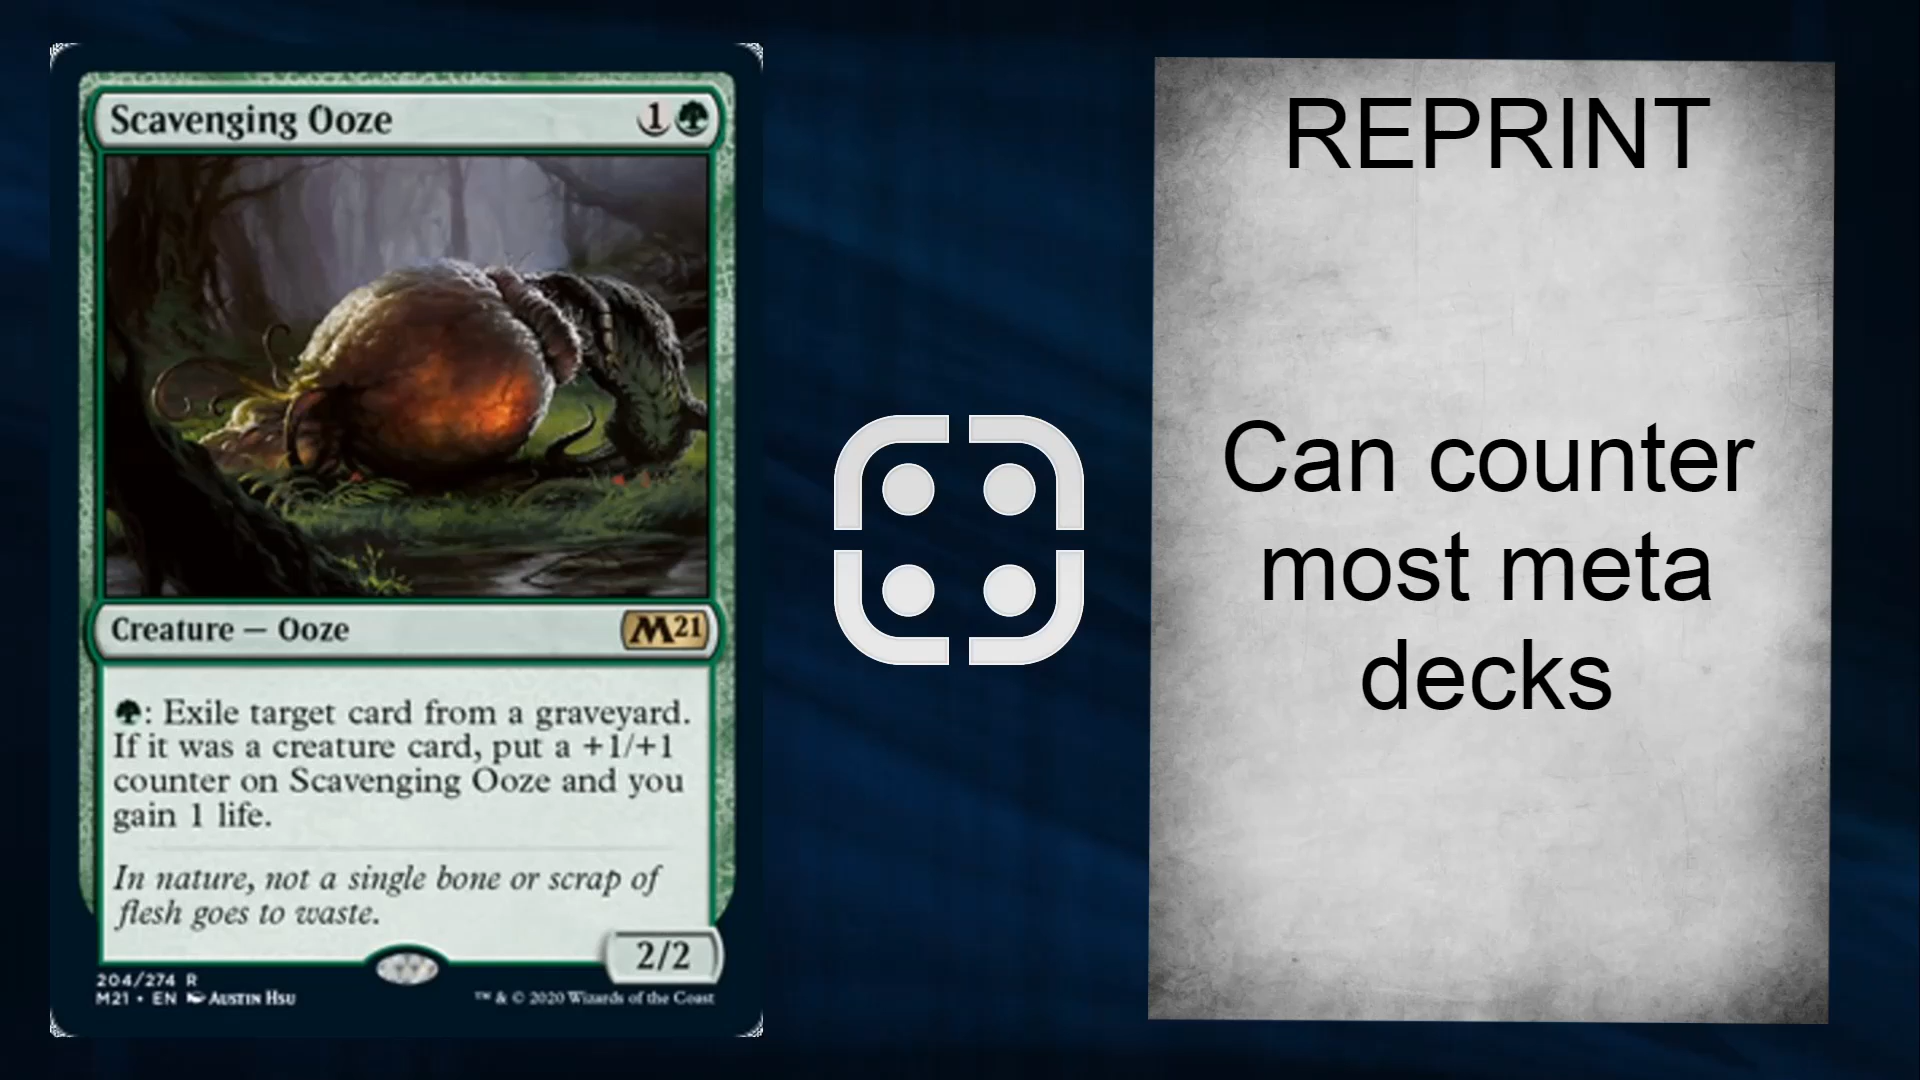 Scavenging Ooze 1
Creature — Ooze M21
: Exile target card from a graveyard.
If it was a creature card, put a +1/+1
counter on Scavenging Ooze and you
gain 1 life.
In nature, not a single bone or scrap of
flesh goes to waste.
2/2
204/274 R
M21 • EN Austin Hsu
™ & © 2020 Wizards of the Coast
REPRINT
Can counter
most meta
decks